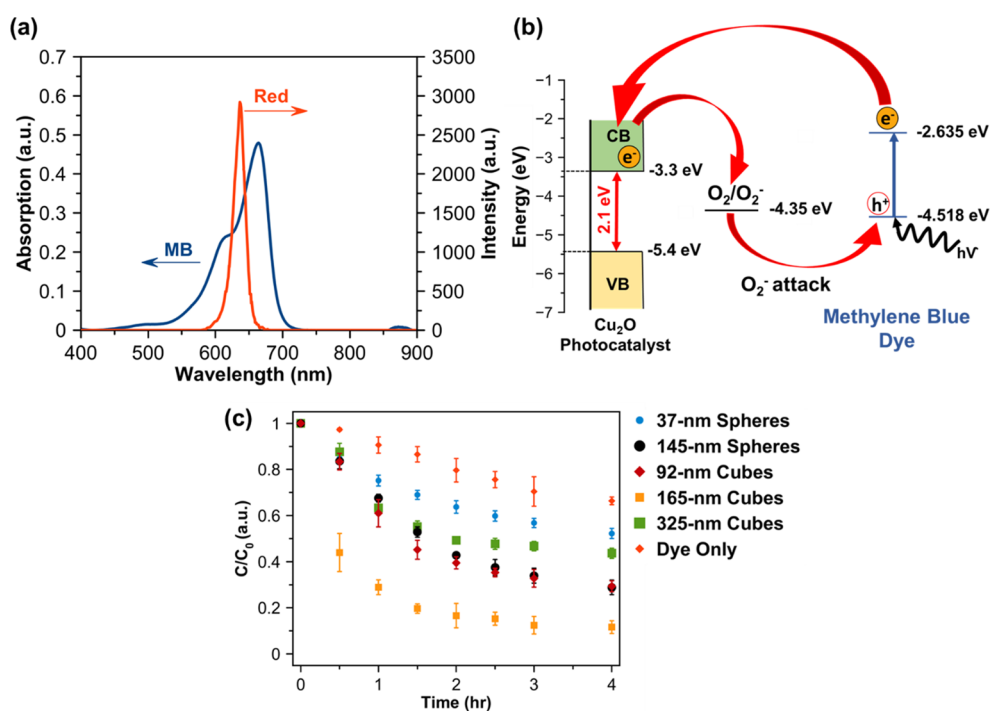 (a)
Absorption (a.u.)
0.7
0.6
0.5
0.4
0.3
0.2
0.1
0
Red
MB
3500
3000
2500
2000
1500
1000
500
0
Intensity (a.u.)
400 500 600 700 800 900
Wavelength (nm)
(b)
Energy (eV)
−1
−2
−3
−4
−5
−6
−7
CB
e⁻
−3.3 eV
2.1 eV
−5.4 eV
VB
Cu₂O
Photocatalyst
O₂/O₂⁻
−4.35 eV
O₂⁻ attack
e⁻
−2.635 eV
h⁺
−4.518 eV
Methylene Blue
Dye
(c)
C/C₀ (a.u.)
1
0.8
0.6
0.4
0.2
0
0 1 2 3 4
Time (hr)
37-nm Spheres
145-nm Spheres
92-nm Cubes
165-nm Cubes
325-nm Cubes
Dye Only